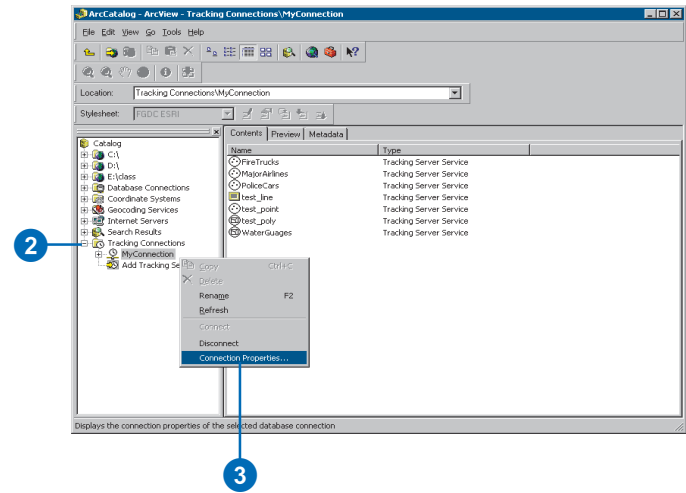 ArcCatalog - ArcView - Tracking Connections\MyConnection
File Edit View Go Tools Help
Location: Tracking Connections\MyConnection
Stylesheet: FGDC ESRI
Contents Preview Metadata
Catalog
C:\
D:\
E:\class
Database Connections
Coordinate Systems
Geocoding Services
Internet Servers
Search Results
Tracking Connections
MyConnection
Add Tracking Se
Name Type
FireTrucks Tracking Server Service
MajorAirlines Tracking Server Service
PoliceCars Tracking Server Service
test_line Tracking Server Service
test_point Tracking Server Service
test_poly Tracking Server Service
WaterGuages Tracking Server Service
Copy Ctrl+C
Delete
Rename F2
Refresh
Connect
Disconnect
Connection Properties...
Displays the connection properties of the selected database connection
2
3